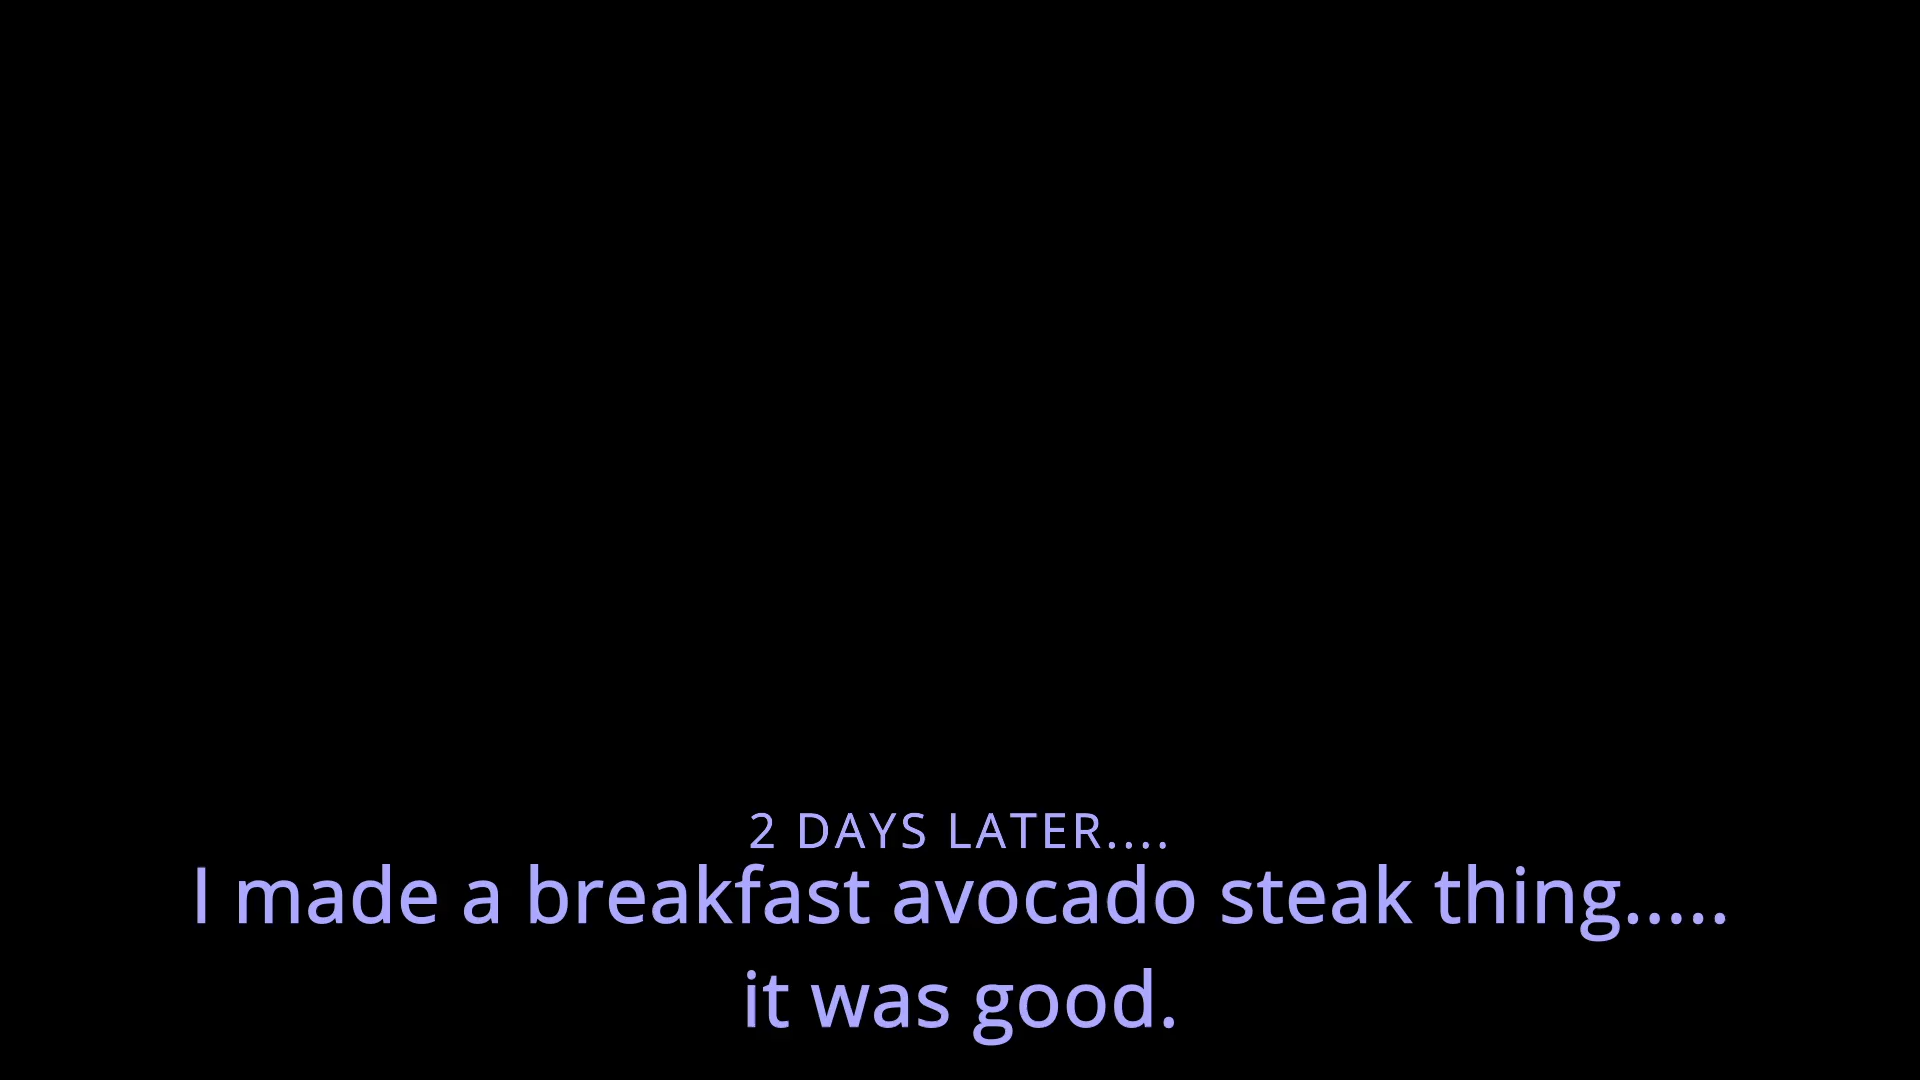 2 DAYS LATER....
I made a breakfast avocado steak thing.....
it was good.